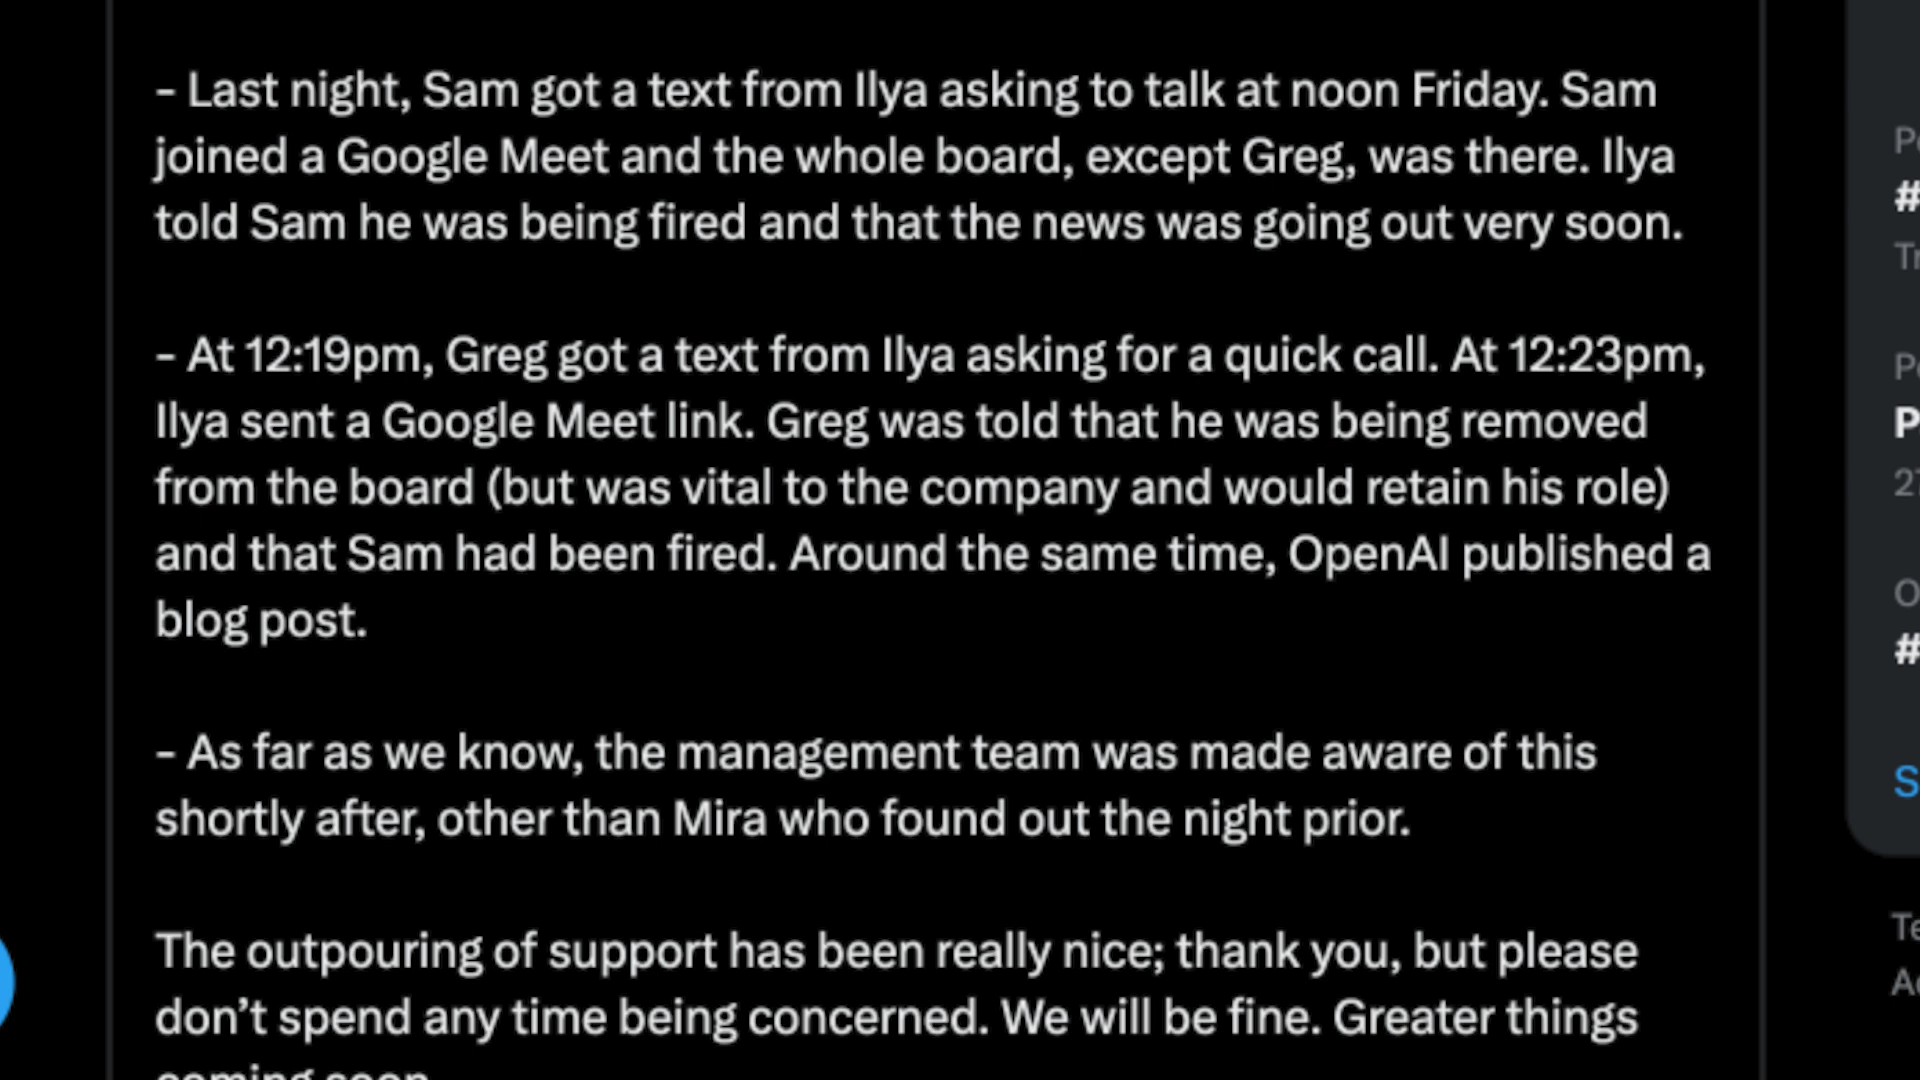 - Last night, Sam got a text from Ilya asking to talk at noon Friday. Sam
joined a Google Meet and the whole board, except Greg, was there. Ilya
told Sam he was being fired and that the news was going out very soon.
- At 12:19pm, Greg got a text from Ilya asking for a quick call. At 12:23pm,
Ilya sent a Google Meet link. Greg was told that he was being removed
from the board (but was vital to the company and would retain his role)
and that Sam had been fired. Around the same time, OpenAI published a
blog post.
- As far as we know, the management team was made aware of this
shortly after, other than Mira who found out the night prior.
The outpouring of support has been really nice; thank you, but please
don’t spend any time being concerned. We will be fine. Greater things
coming soon